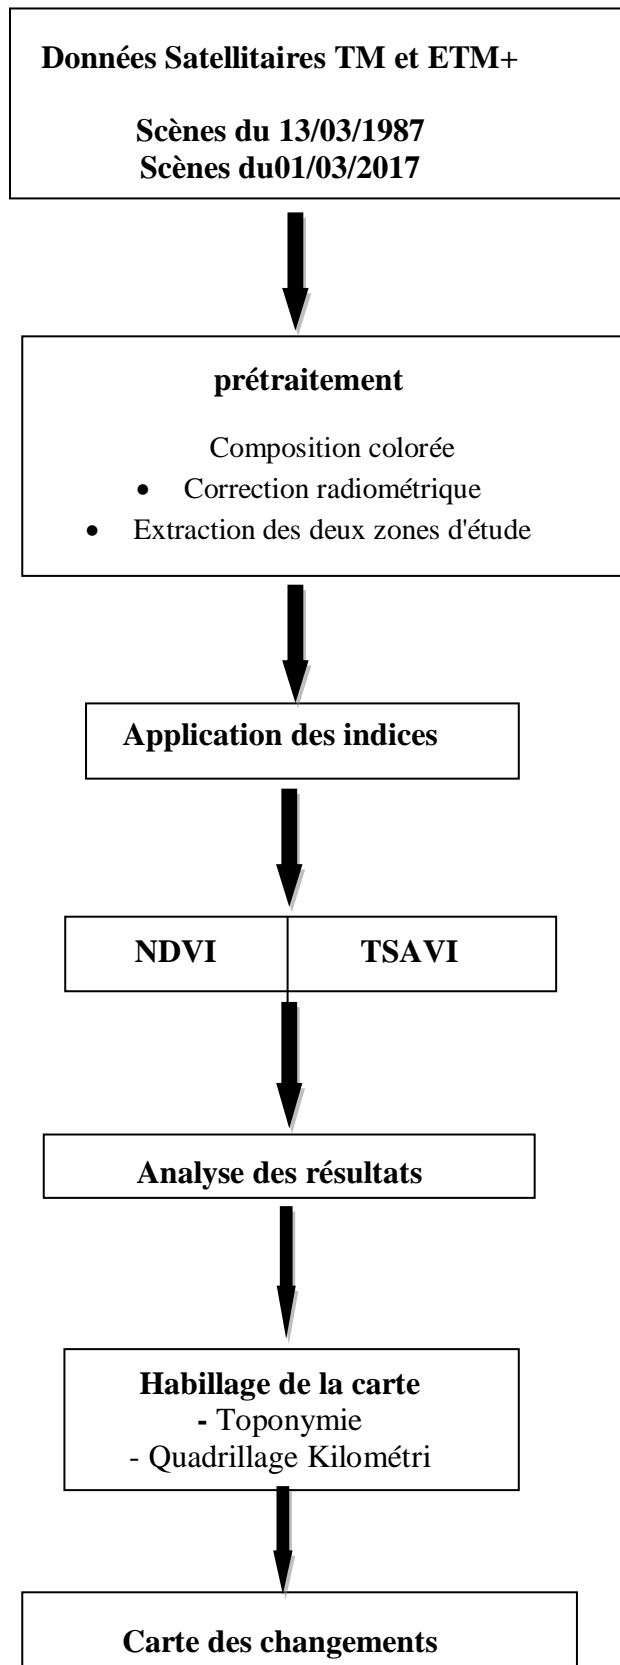 Données Satellitaires TM et ETM+
Scènes du 13/03/1987
Scènes du01/03/2017
prétraitement
Composition colorée
• Correction radiométrique
• Extraction des deux zones d'étude
Application des indices
NDVI TSAVI
Analyse des résultats
Habillage de la carte
- Toponymie
- Quadrillage Kilométri
Carte des changements